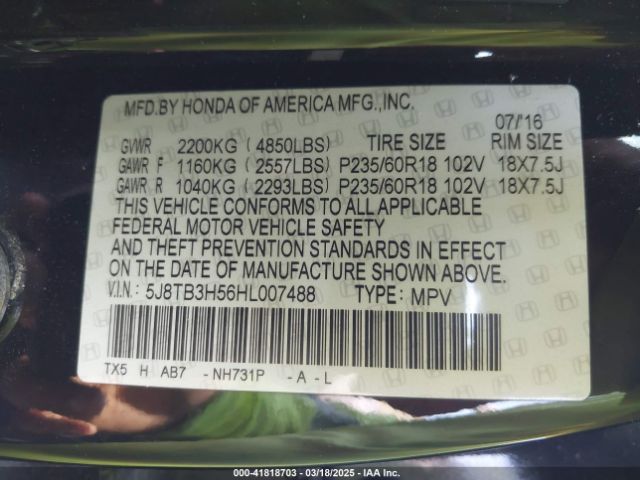 MFD.BY HONDA OF AMERICA MFG.,INC.
07/'16
GVWR 2200KG ( 4850LBS) TIRE SIZE RIM SIZE
GAWR F 1160KG ( 2557LBS) P235/60R18 102V 18X7.5J
GAWR R 1040KG ( 2293LBS) P235/60R18 102V 18X7.5J
THIS VEHICLE CONFORMS TO ALL APPLICABLE
FEDERAL MOTOR VEHICLE SAFETY
AND THEFT PREVENTION STANDARDS IN EFFECT
ON THE DATE OF MANUFACTURE SHOWN ABOVE.
V.I.N.: 5J8TB3H56HL007488 TYPE: MPV
TX5 H AB7 -NH731P -A-L
000-41818703 — 03/18/2025 — IAA Inc.